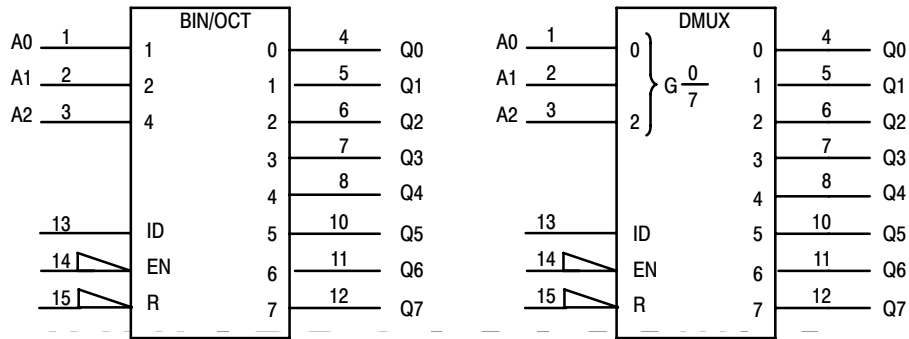 BIN/OCT
A0 1 1 0 4 Q0
1 5 Q1
A1 2 2
A2 3 4 2 6 Q2
3 7 Q3
4 8 Q4
13 ID 5 10 Q5
14 EN 6 11 Q6
15 R 7 12 Q7
DMUX
A0 1 0 0 4 Q0
A1 2 G 0/7 1 5 Q1
A2 3 2 2 6 Q2
3 7 Q3
4 8 Q4
13 ID 5 10 Q5
14 EN 6 11 Q6
15 R 7 12 Q7